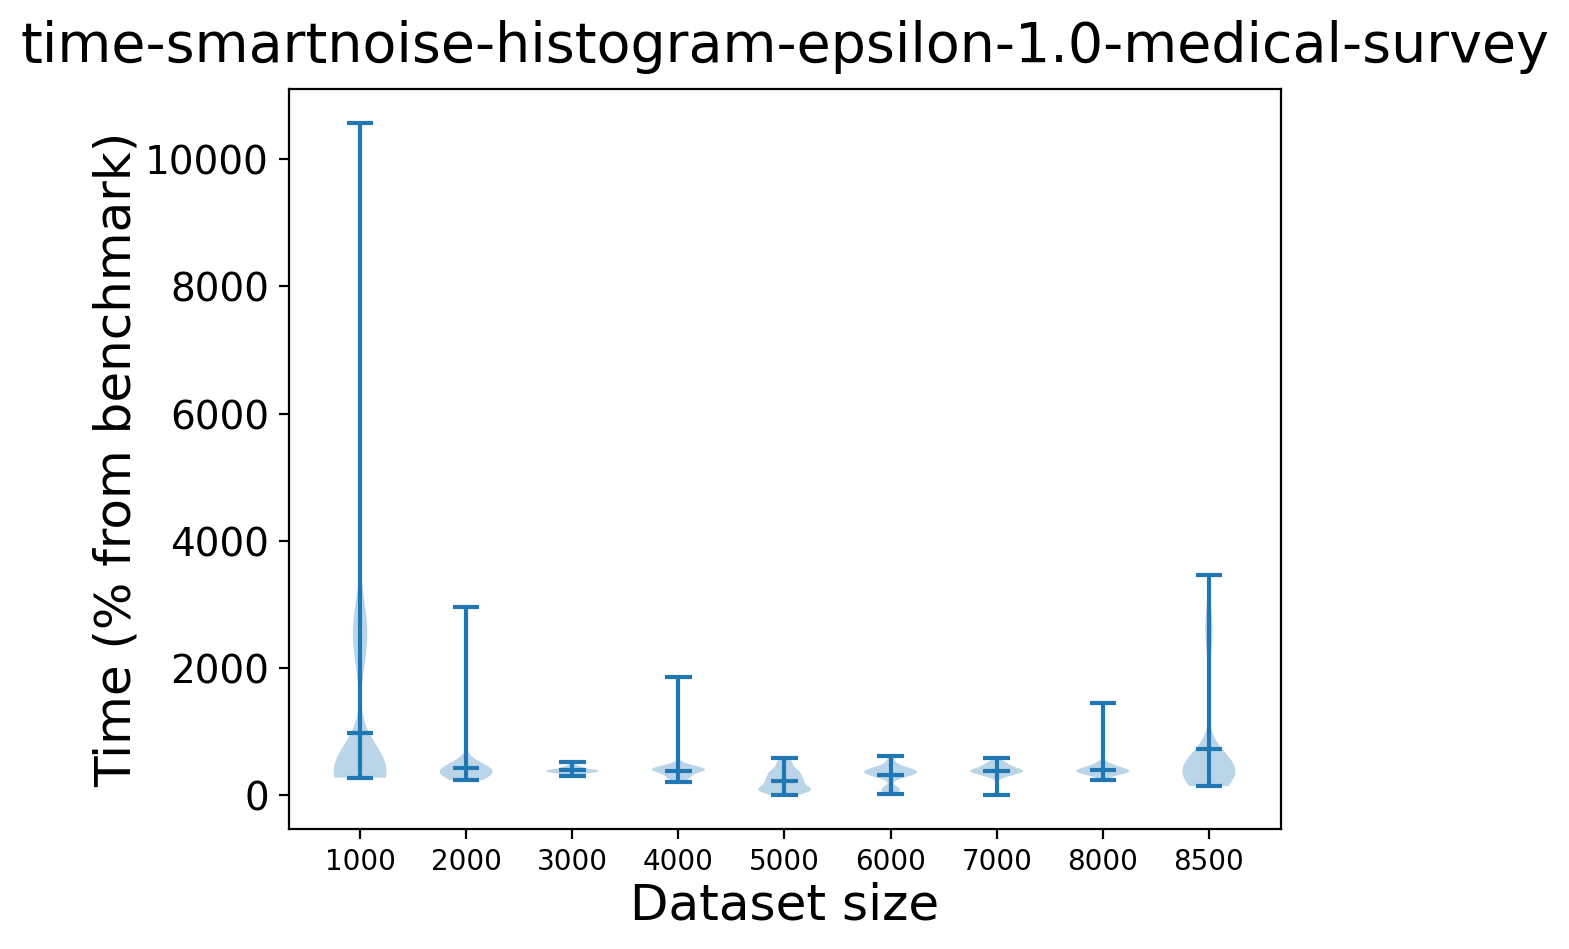 time-smartnoise-histogram-epsilon-1.0-medical-survey
Time (% from benchmark)
10000
8000
6000
4000
2000
0
1000 2000 3000 4000 5000 6000 7000 8000 8500
Dataset size